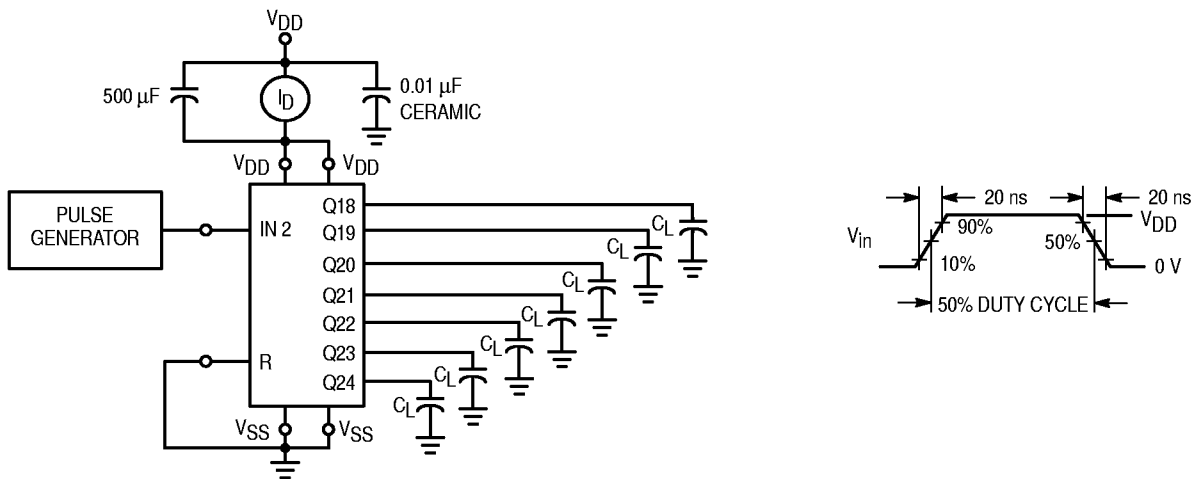 VDD
500 µF
ID
0.01 µF
CERAMIC
VDD
VDD
PULSE
GENERATOR
IN 2
R
Q18
Q19
Q20
Q21
Q22
Q23
Q24
CL
CL
CL
CL
CL
CL
CL
VSS
VSS
20 ns
20 ns
Vin
90%
10%
50%
VDD
0 V
50% DUTY CYCLE